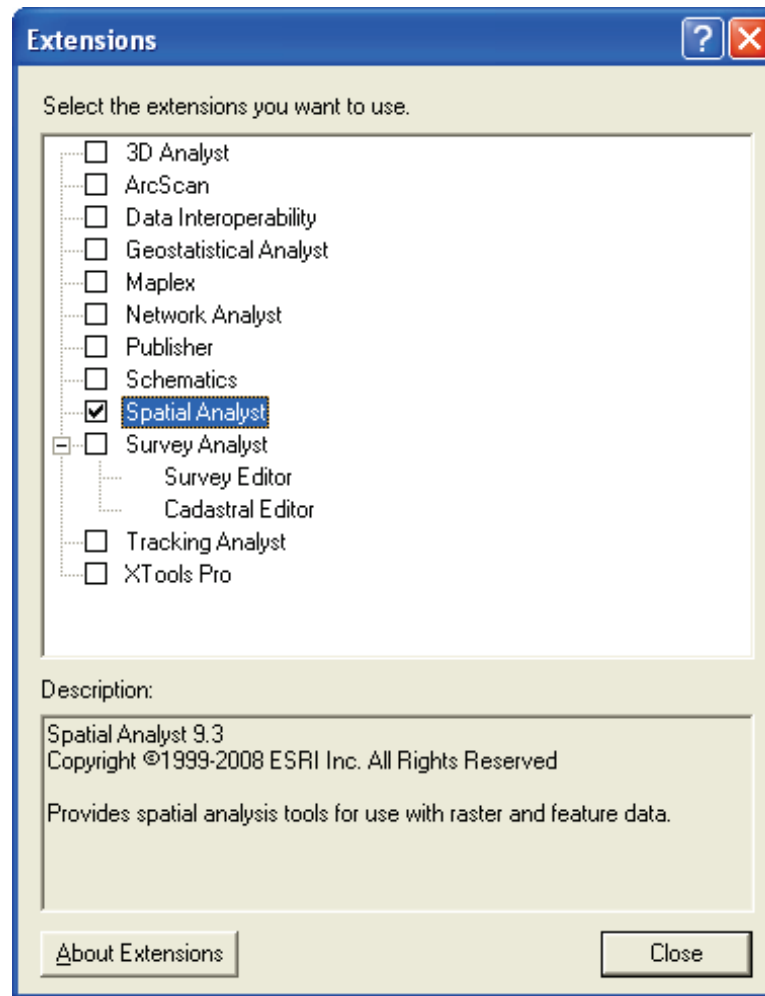 Extensions
Select the extensions you want to use.
3D Analyst
ArcScan
Data Interoperability
Geostatistical Analyst
Maplex
Network Analyst
Publisher
Schematics
Spatial Analyst
Survey Analyst
Survey Editor
Cadastral Editor
Tracking Analyst
XTools Pro
Description:
Spatial Analyst 9.3
Copyright ©1999-2008 ESRI Inc. All Rights Reserved
Provides spatial analysis tools for use with raster and feature data.
About Extensions
Close